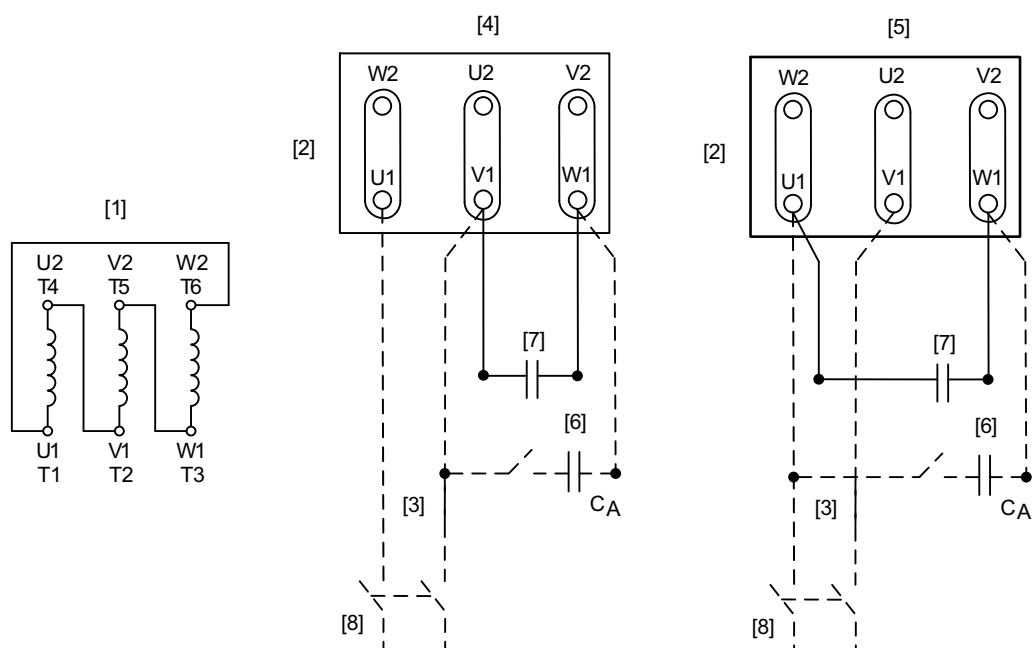 [1]
U2 V2 W2
T4 T5 T6
U1 V1 W1
T1 T2 T3
[4]
[2]
W2 U2 V2
U1 V1 W1
[7]
[6]
CA
[3]
[8]
[5]
[2]
W2 U2 V2
U1 V1 W1
[7]
[6]
CA
[3]
[8]